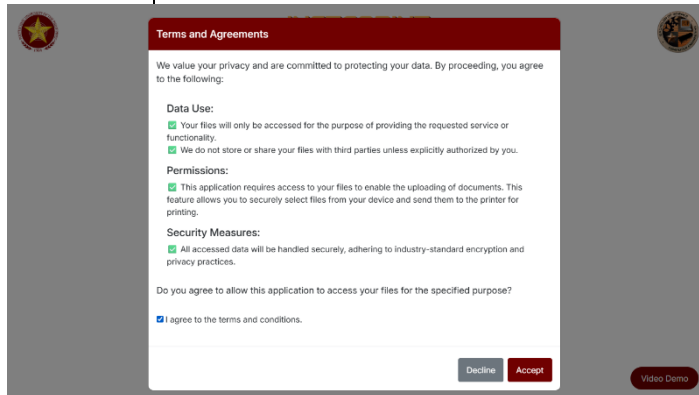 Terms and Agreements
We value your privacy and are committed to protecting your data. By proceeding, you agree
to the following:
Data Use:
Your files will only be accessed for the purpose of providing the requested service or
functionality.
We do not store or share your files with third parties unless explicitly authorized by you.
Permissions:
This application requires access to your files to enable the uploading of documents. This
feature allows you to securely select files from your device and send them to the printer for
printing.
Security Measures:
All accessed data will be handled securely, adhering to industry-standard encryption and
privacy practices.
Do you agree to allow this application to access your files for the specified purpose?
I agree to the terms and conditions.
Decline
Accept
Video Demo